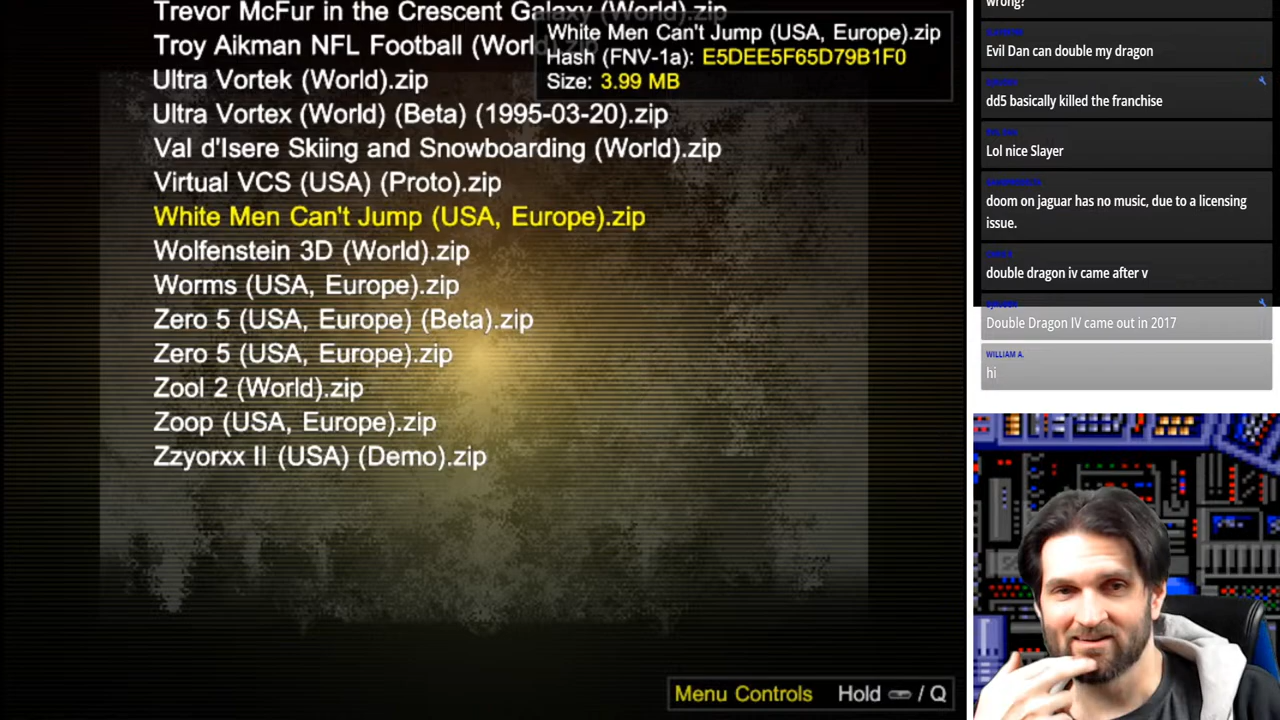 Trevor McFur in the Crescent Galaxy (World).zip
Troy Aikman NFL Football (Worl
Ultra Vortek (World).zip
Ultra Vortex (World) (Beta) (1995-03-20).zip
Val d'Isere Skiing and Snowboarding (World).zip
Virtual VCS (USA) (Proto).zip
White Men Can't Jump (USA, Europe).zip
Wolfenstein 3D (World).zip
Worms (USA, Europe).zip
Zero 5 (USA, Europe) (Beta).zip
Zero 5 (USA, Europe).zip
Zool 2 (World).zip
Zoop (USA, Europe).zip
Zzyorxx II (USA) (Demo).zip
White Men Can't Jump (USA, Europe).zip
Hash (FNV-1a): E5DEE5F65D79B1F0
Size: 3.99 MB
Menu Controls Hold / Q
wrong?
Evil Dan can double my dragon
dd5 basically killed the franchise
Lol nice Slayer
doom on jaguar has no music, due to a licensing
issue.
double dragon iv came after v
Double Dragon IV came out in 2017
WILLIAM A.
hi